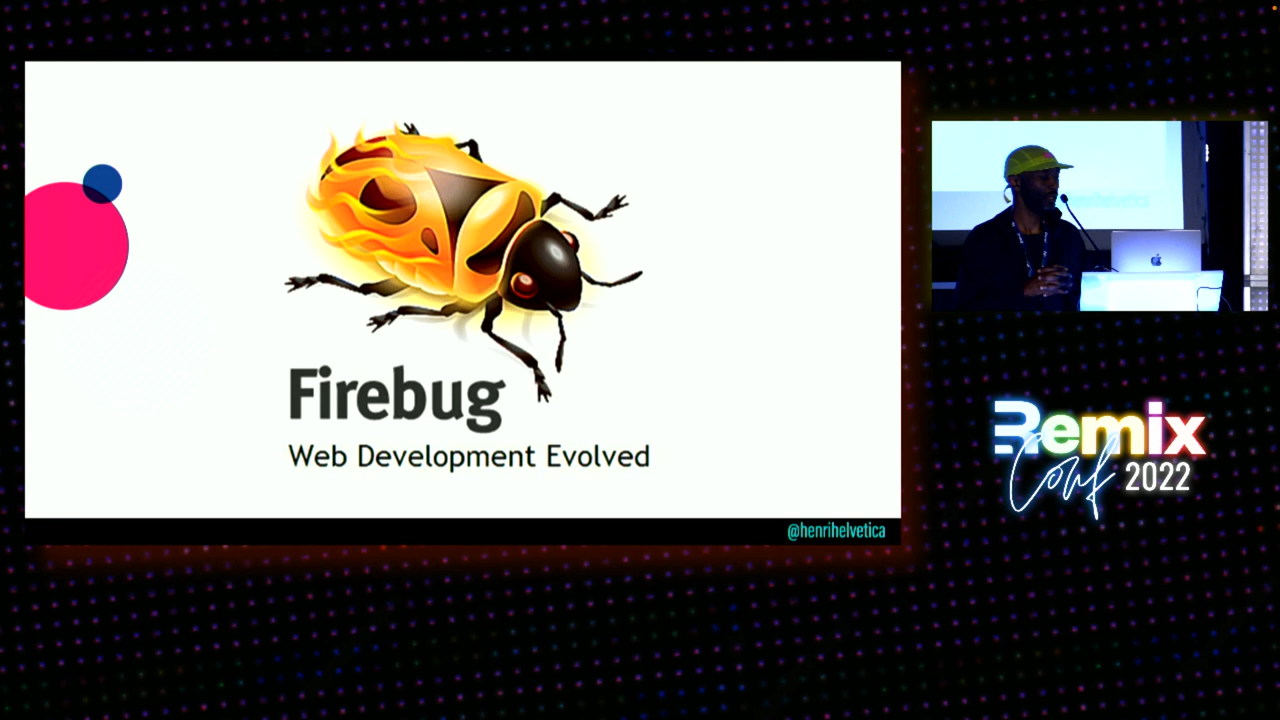 Firebug
Web Development Evolved
@henrihelvetica
Remix
Conf 2022